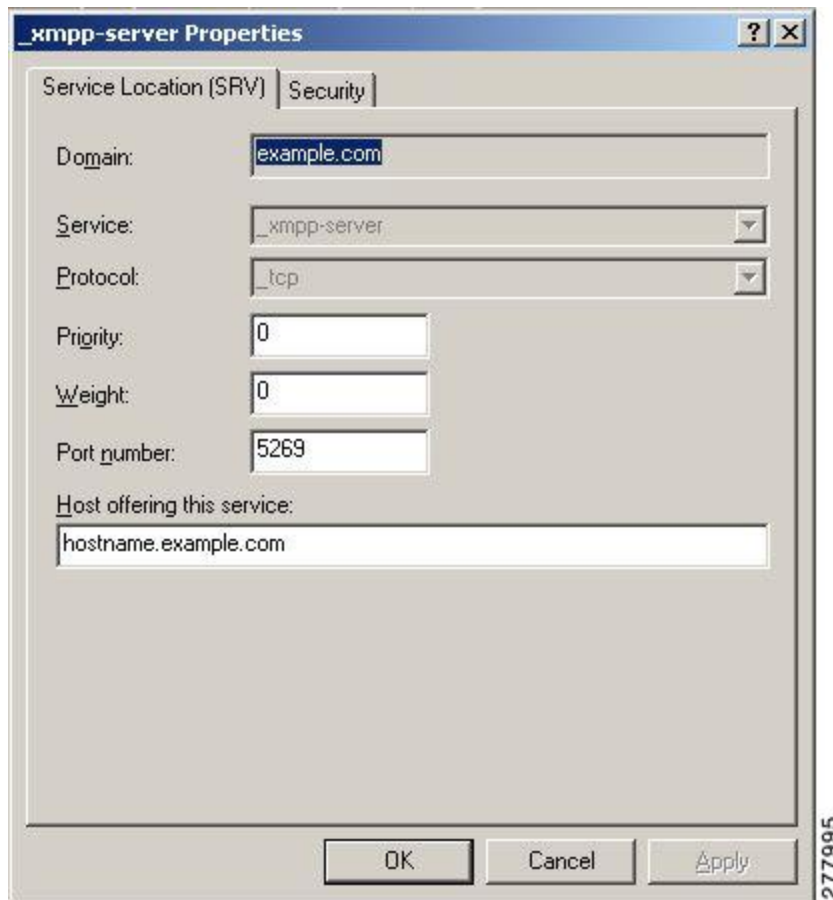 _xmpp-server Properties
Service Location (SRV) Security
Domain: example.com
Service: _xmpp-server
Protocol: _tcp
Priority: 0
Weight: 0
Port number: 5269
Host offering this service:
hostname.example.com
OK Cancel Apply
277995